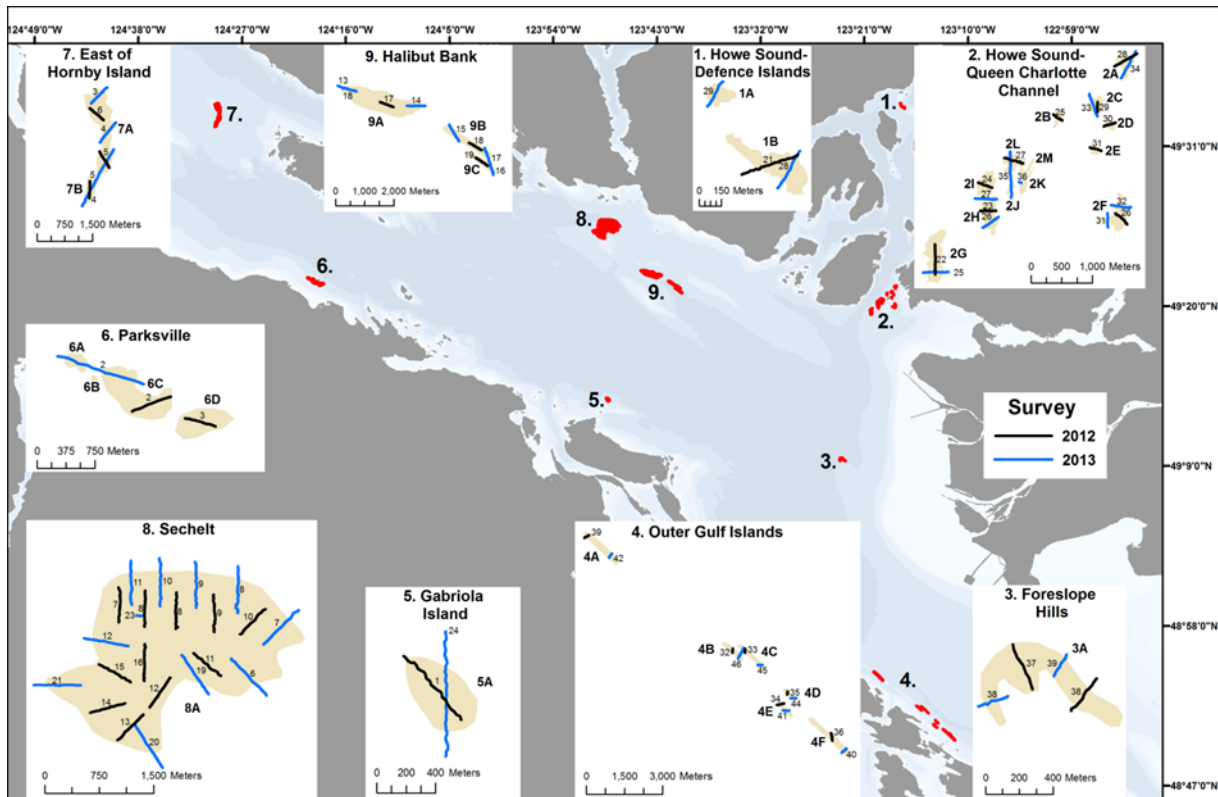 124°49'0"W 124°38'0"W 124°27'0"W 124°16'0"W 124°5'0"W 123°54'0"W 123°43'0"W 123°32'0"W 123°21'0"W 123°10'0"W 122°59'0"W
7. East of
Hornby Island
3
6
4
7A
5
5
7B
4
0 750 1,500 Meters
9. Halibut Bank
13
18
17
14
9A
15
9B
18
19
17
9C
16
0 1,000 2,000 Meters
1. Howe Sound-
Defence Islands
29
1A
1B
21
28
0 150 Meters
2. Howe Sound-
Queen Charlotte
Channel
28
2A
34
2C
33
29
2B
25
30
2D
2L
31
2E
27
2M
2I
24
35
36
2K
27
2J
23
2H
26
2F
32
31
26
2G
22
25
0 500 1,000 Meters
7.
1.
8.
6.
9.
2.
5.
3.
4.
49°31'0"N
49°20'0"N
49°9'0"N
48°58'0"N
48°47'0"N
6. Parksville
6A
2
6B
6C
2
6D
3
0 375 750 Meters
Survey
2012
2013
8. Sechelt
11
10
9
8
7
8
8
9
10
7
23
12
16
11
15
19
6
21
12
14
8A
13
20
0 750 1,500 Meters
5. Gabriola
Island
24
5A
1
0 200 400 Meters
4. Outer Gulf Islands
39
4A
42
4B
32
33
4C
46
45
35
4D
34
44
4E
41
4F
36
40
0 1,500 3,000 Meters
3. Foreslope
Hills
3A
37
39
38
38
0 200 400 Meters